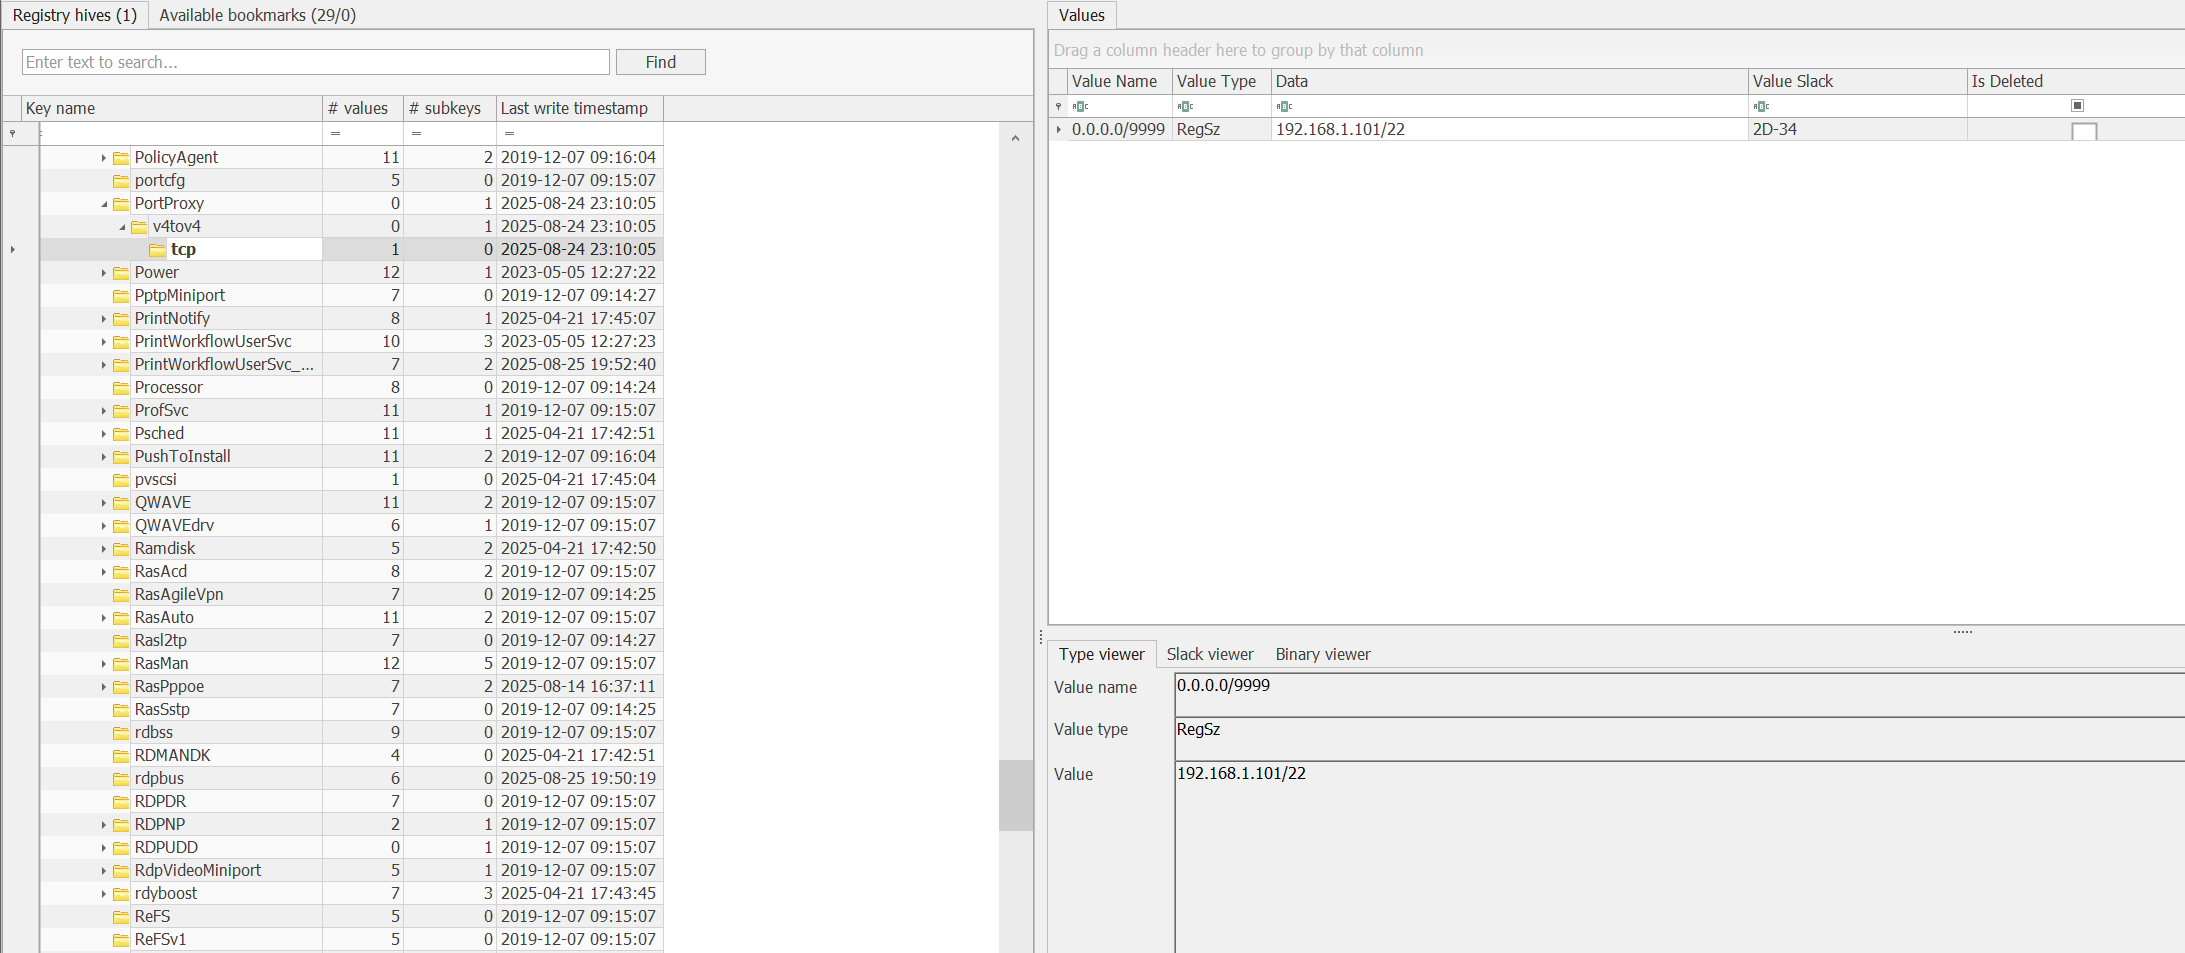 Registry hives (1) Available bookmarks (29/0)
Enter text to search... Find
Key name # values # subkeys Last write timestamp
= = =
PolicyAgent 11 2 2019-12-07 09:16:04
portcfg 5 0 2019-12-07 09:15:07
PortProxy 0 1 2025-08-24 23:10:05
v4tov4 0 1 2025-08-24 23:10:05
tcp 1 0 2025-08-24 23:10:05
Power 12 1 2023-05-05 12:27:22
PptpMiniport 7 0 2019-12-07 09:14:27
PrintNotify 8 1 2025-04-21 17:45:07
PrintWorkflowUserSvc 10 3 2023-05-05 12:27:23
PrintWorkflowUserSvc_... 7 2 2025-08-25 19:52:40
Processor 8 0 2019-12-07 09:14:24
ProfSvc 11 1 2019-12-07 09:15:07
Psched 11 1 2025-04-21 17:42:51
PushToInstall 11 2 2019-12-07 09:16:04
pvscsi 1 0 2025-04-21 17:45:04
QWAVE 11 2 2019-12-07 09:15:07
QWAVEdrv 6 1 2019-12-07 09:15:07
Ramdisk 5 2 2025-04-21 17:42:50
RasAcd 8 2 2019-12-07 09:15:07
RasAgileVpn 7 0 2019-12-07 09:14:25
RasAuto 11 2 2019-12-07 09:15:07
Rasl2tp 7 0 2019-12-07 09:14:27
RasMan 12 5 2019-12-07 09:15:07
RasPppoe 7 2 2025-08-14 16:37:11
RasSstp 7 0 2019-12-07 09:14:25
rdbss 9 0 2019-12-07 09:15:07
RDMANDK 4 0 2025-04-21 17:42:51
rdpbus 6 0 2025-08-25 19:50:19
RDPDR 7 0 2019-12-07 09:15:07
RDPNP 2 1 2019-12-07 09:15:07
RDPUDD 0 1 2019-12-07 09:15:07
RdpVideoMiniport 5 1 2019-12-07 09:15:07
rdyboost 7 3 2025-04-21 17:43:45
ReFS 5 0 2019-12-07 09:15:07
ReFSv1 5 0 2019-12-07 09:15:07
Values
Drag a column header here to group by that column
Value Name Value Type Data Value Slack Is Deleted
ABC ABC ABC ABC
0.0.0.0/9999 RegSz 192.168.1.101/22 2D-34
Type viewer Slack viewer Binary viewer
Value name 0.0.0.0/9999
Value type RegSz
Value 192.168.1.101/22